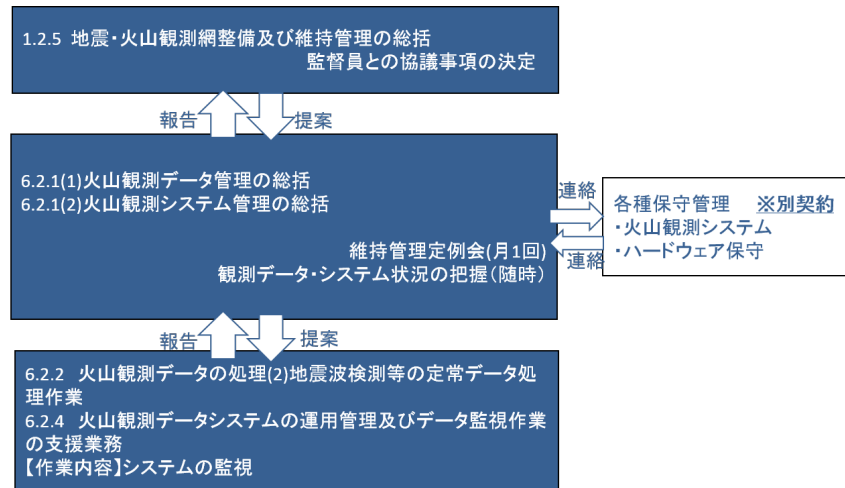 1.2.5 地震・火山観測網整備及び維持管理の総括
監督員との協議事項の決定
報告
提案
6.2.1(1)火山観測データ管理の総括
6.2.1(2)火山観測システム管理の総括
維持管理定例会(月1回)
観測データ・システム状況の把握(随時)
連絡
連絡
各種保守管理 ※別契約
・火山観測システム
・ハードウェア保守
報告
提案
6.2.2 火山観測データの処理(2)地震波検測等の定常データ処
理作業
6.2.4 火山観測データシステムの運用管理及びデータ監視作業
の支援業務
【作業内容】システムの監視